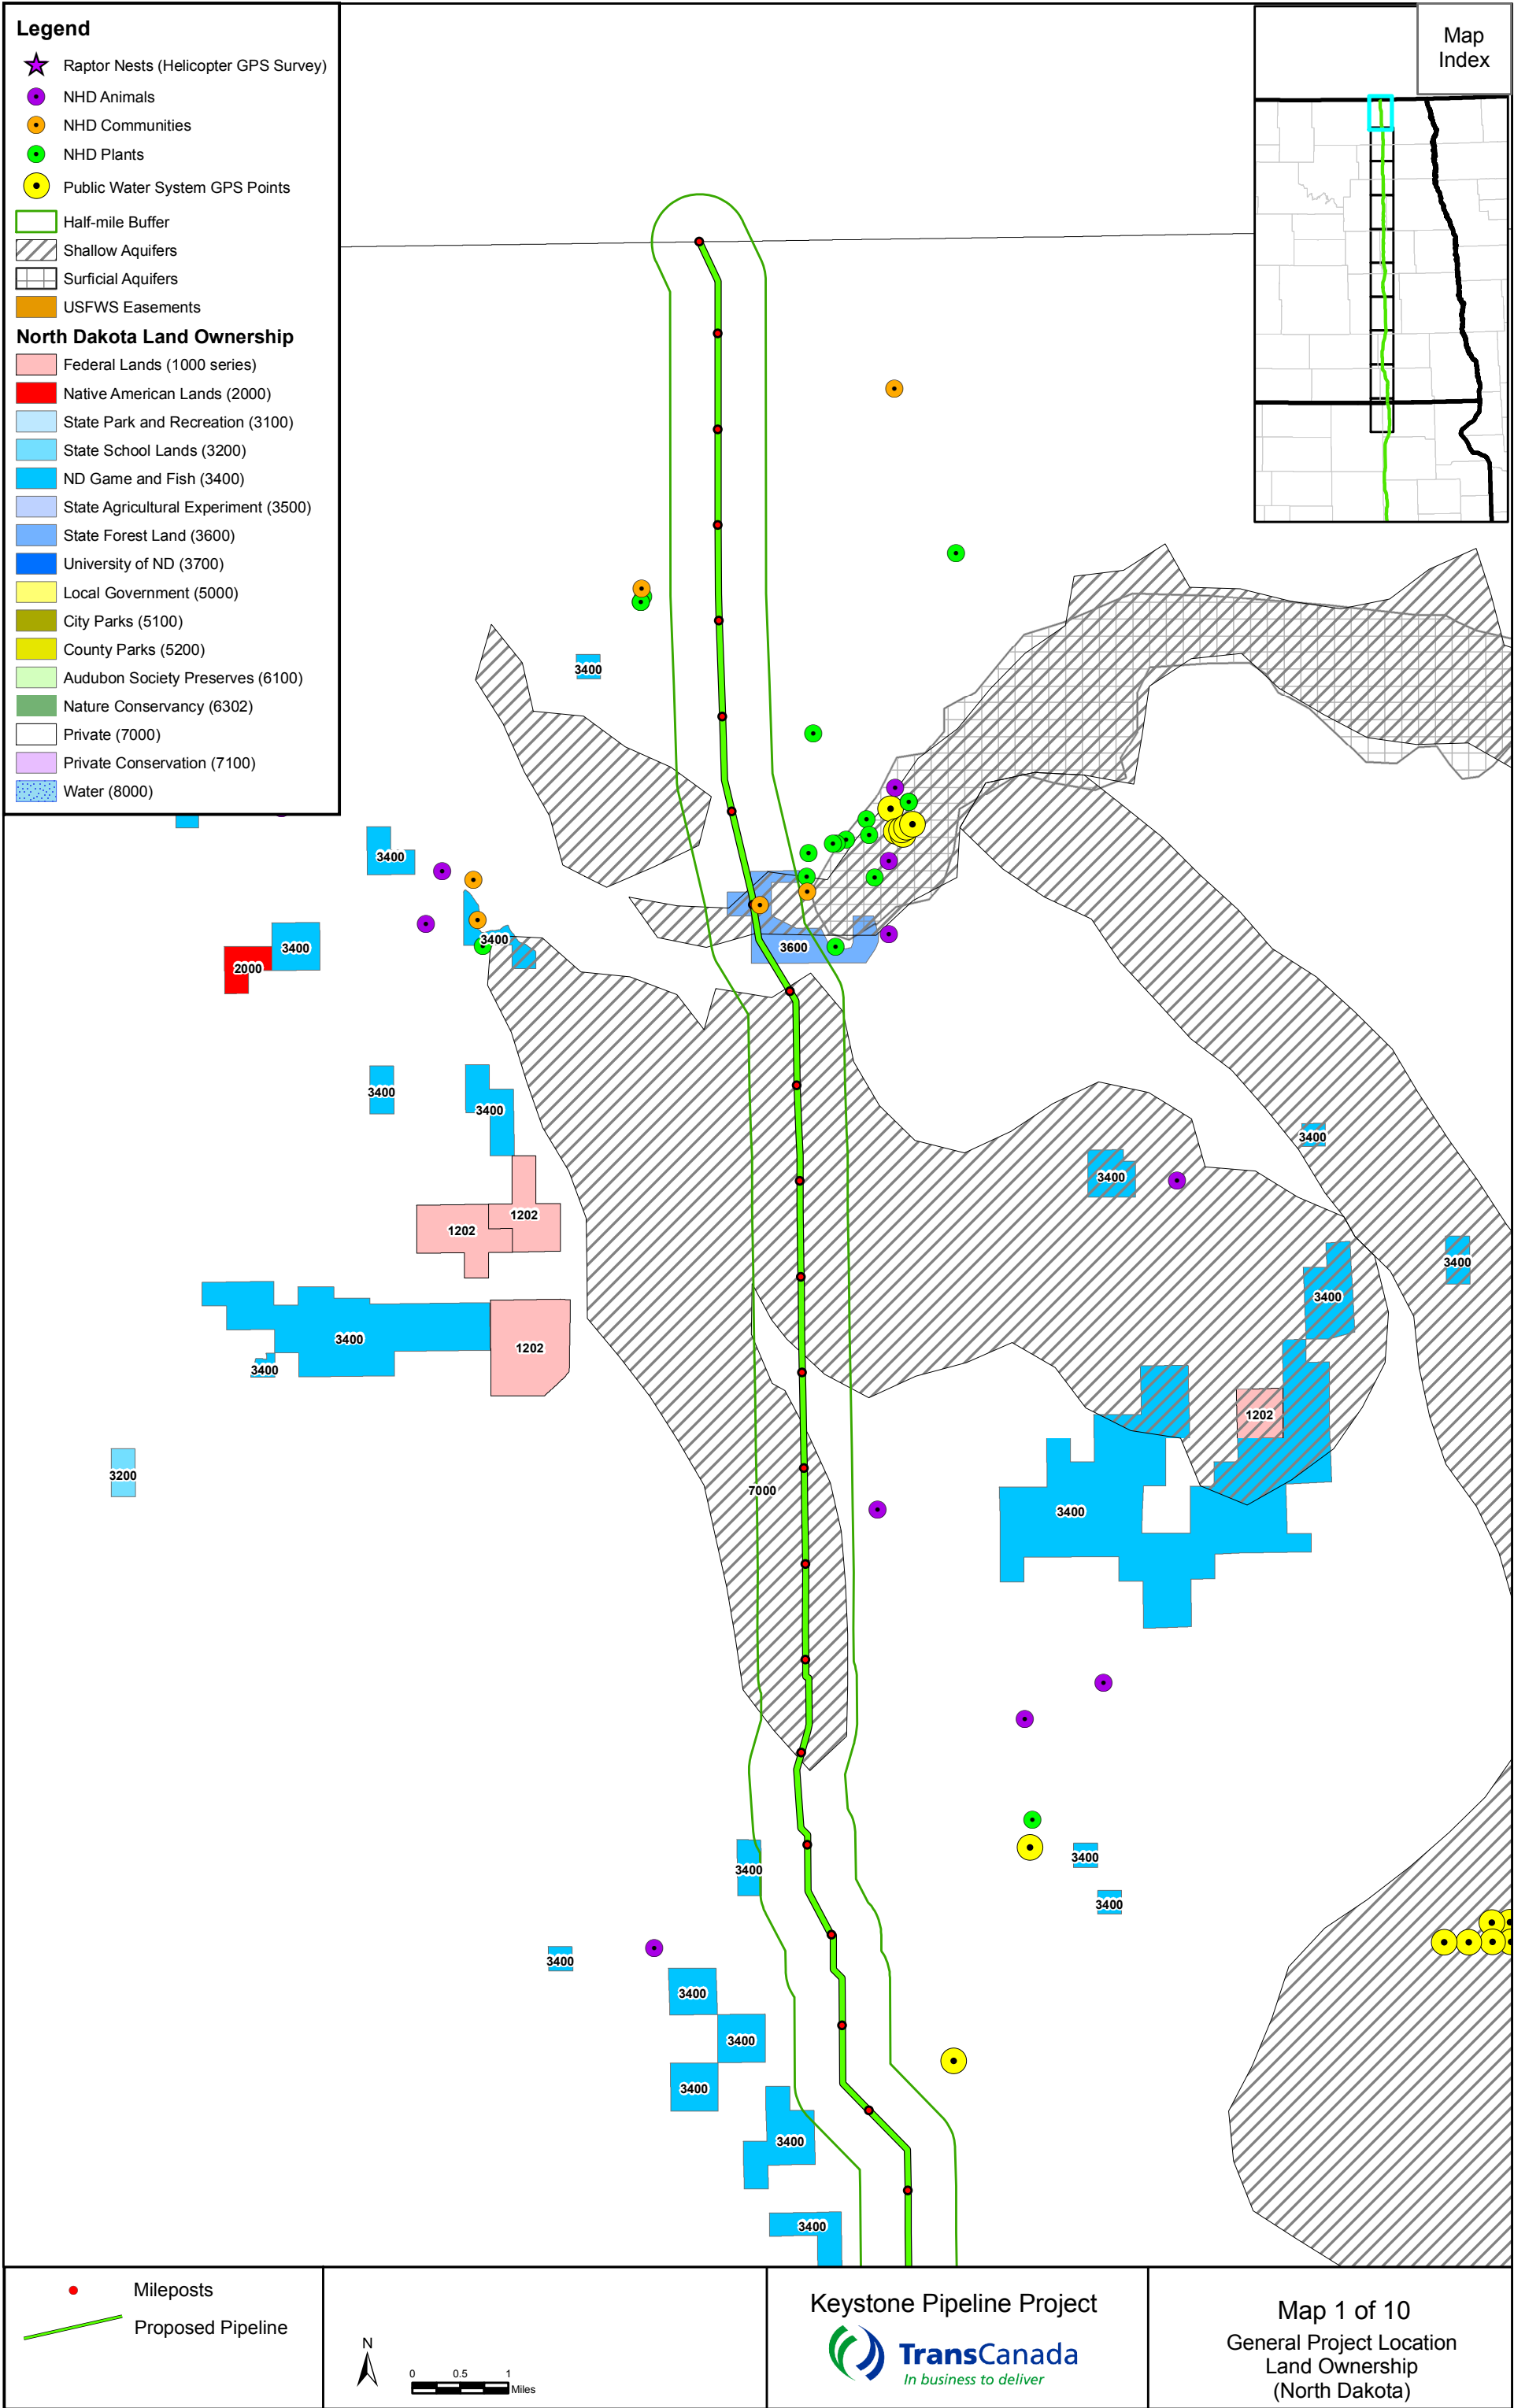 Legend
Raptor Nests (Helicopter GPS Survey)
NHD Animals
NHD Communities
NHD Plants
Public Water System GPS Points
Half-mile Buffer
Shallow Aquifers
Surficial Aquifers
USFWS Easements
North Dakota Land Ownership
Federal Lands (1000 series)
Native American Lands (2000)
State Park and Recreation (3100)
State School Lands (3200)
ND Game and Fish (3400)
State Agricultural Experiment (3500)
State Forest Land (3600)
University of ND (3700)
Local Government (5000)
City Parks (5100)
County Parks (5200)
Audubon Society Preserves (6100)
Nature Conservancy (6302)
Private (7000)
Private Conservation (7100)
Water (8000)
Map
Index
3400
3400
3400
3400
3600
2000
3400
3400
3400
3400
3400
1202
1202
3400
3400
3400
1202
3400
1202
3200
7000
3400
3400
3400
3400
3400
3400
3400
3400
3400
3400
Mileposts
Proposed Pipeline
N
0 0.5 1
Miles
Keystone Pipeline Project
TransCanada
In business to deliver
Map 1 of 10
General Project Location
Land Ownership
(North Dakota)